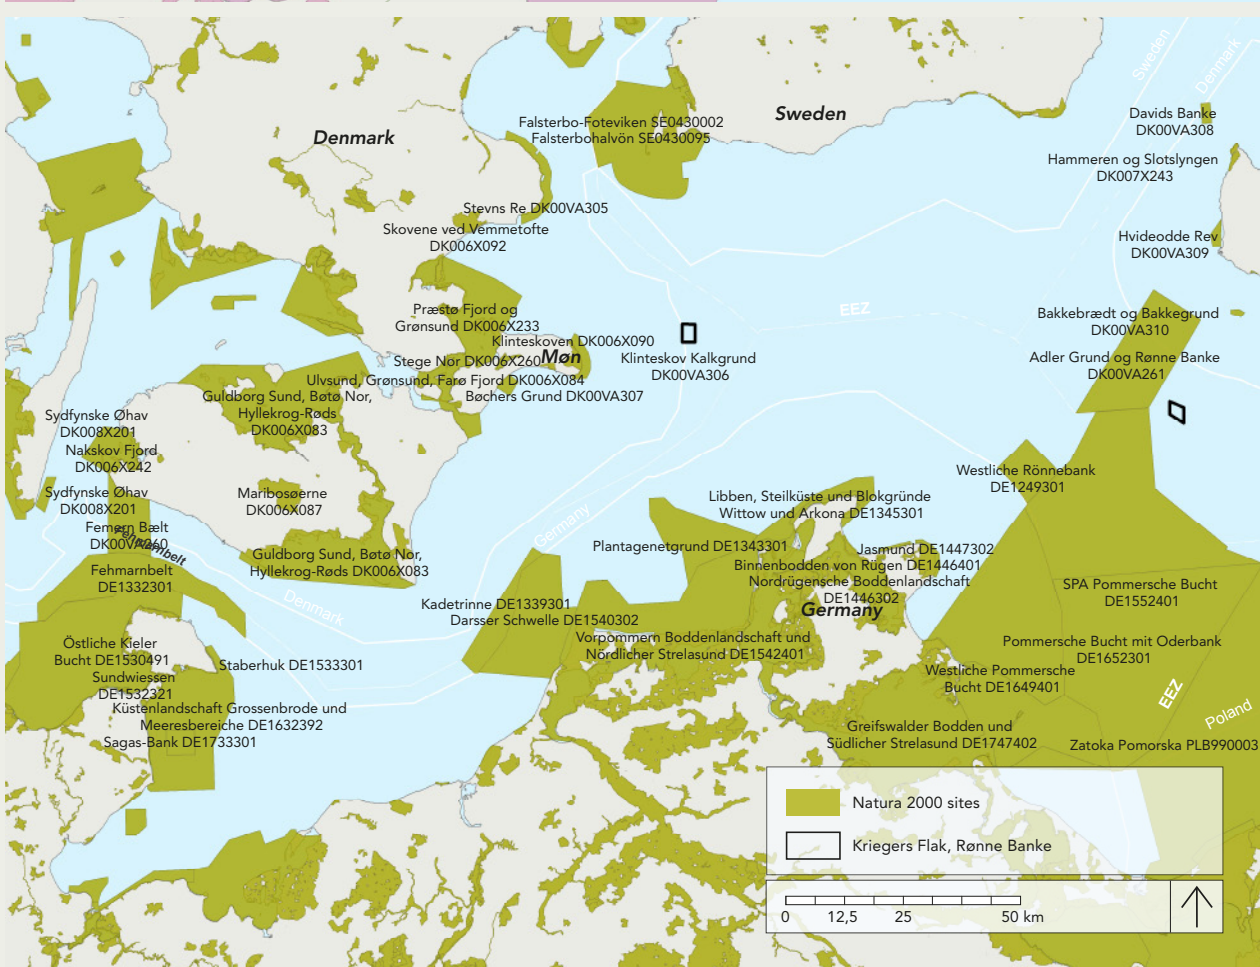 Sweden
Denmark
Denmark
Sweden
Falsterbo-Foteviken SE0430002
Falsterbohalvön SE0430095
Davids Banke
DK00VA308
Hammeren og Slotslyngen
DK007X243
Stevns Re DK00VA305
Skovene ved Vemmetofte
DK006X092
Hvideodde Rev
DK00VA309
EEZ
Præstø Fjord og
Grønsund DK006X233
Klinteskoven DK006X090
Stege Nor DK006X260
Møn
Klinteskov Kalkgrund
DK00VA306
Bakkebrædt og Bakkegrund
DK00VA310
Adler Grund og Rønne Banke
DK00VA261
Ulvsund, Grønsund, Farø Fjord DK006X084
Bøchers Grund DK00VA307
Guldborg Sund, Bøtø Nor,
Hyllekrog-Røds
DK006X083
Sydfynske Øhav
DK008X201
Nakskov Fjord
DK006X242
Sydfynske Øhav
DK008X201
Maribosøerne
DK006X087
Femern Bælt
DK00VA260
Fehmarnbelt
Fehmarnbelt
DE1332301
Guldborg Sund, Bøtø Nor,
Hyllekrog-Røds DK006X083
Germany
Denmark
Westliche Rönnebank
DE1249301
Libben, Steilküste und Blokgründe
Wittow und Arkona DE1345301
Plantagenetgrund DE1343301
Jasmund DE1447302
Binnenbodden von Rügen DE1446401
Nordrügensche Boddenlandschaft
DE1446302
Germany
Kadetrinne DE1339301
Darsser Schwelle DE1540302
Vorpommern Boddenlandschaft und
Nördlicher Strelasund DE1542401
SPA Pommersche Bucht
DE1552401
Pommersche Bucht mit Oderbank
DE1652301
Westliche Pommersche
Bucht DE1649401
EEZ
Poland
Östliche Kieler
Bucht DE1530491
Staberhuk DE1533301
Sundwiessen
DE1532321
Küstenlandschaft Grossenbrode und
Meeresbereiche DE1632392
Sagas-Bank DE1733301
Greifswalder Bodden und
Südlicher Strelasund DE1747402
Zatoka Pomorska PLB990003
Natura 2000 sites
Kriegers Flak, Rønne Banke
0 12,5 25 50 km